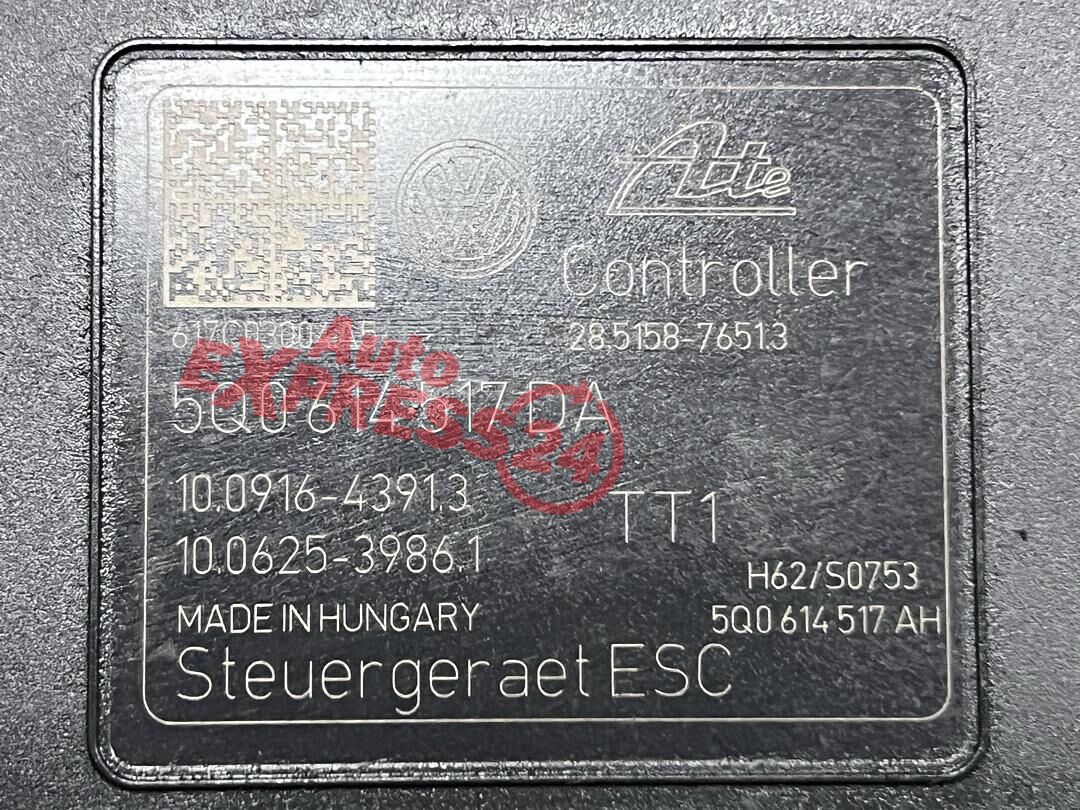 Ate
Controller
28.5158-7651.3
5Q0 614 517 DA
Auto
EXPRESS24
10.0916-4391.3
TT1
10.0625-3986.1
H62/S0753
MADE IN HUNGARY
5Q0 614 517 AH
Steuergeraet ESC